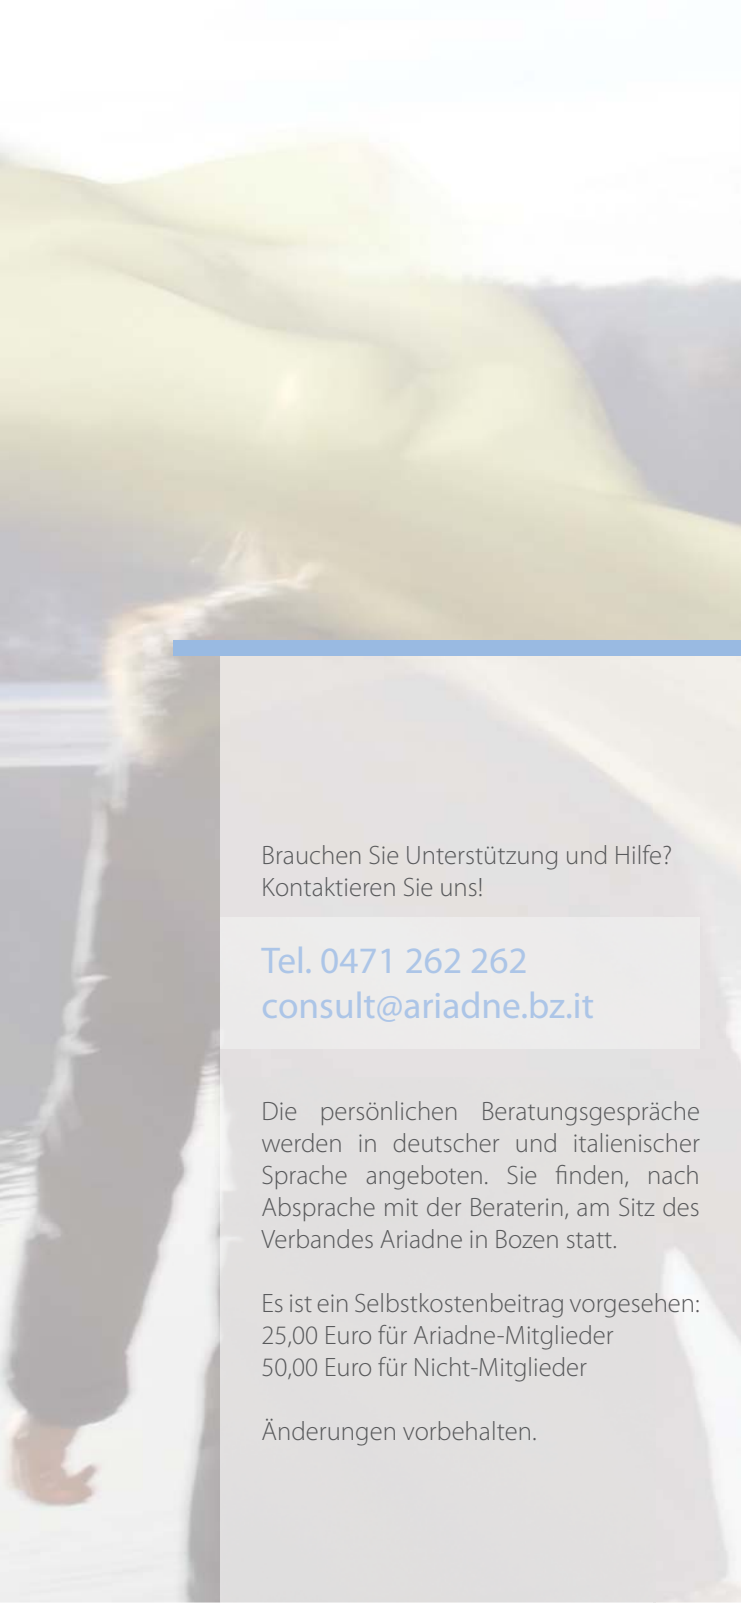 Brauchen Sie Unterstützung und Hilfe?
Kontaktieren Sie uns!
Tel. 0471 262 262
consult@ariadne.bz.it
Die persönlichen Beratungsgespräche
werden in deutscher und italienischer
Sprache angeboten. Sie finden, nach
Absprache mit der Beraterin, am Sitz des
Verbandes Ariadne in Bozen statt.
Es ist ein Selbstkostenbeitrag vorgesehen:
25,00 Euro für Ariadne-Mitglieder
50,00 Euro für Nicht-Mitglieder
Änderungen vorbehalten.